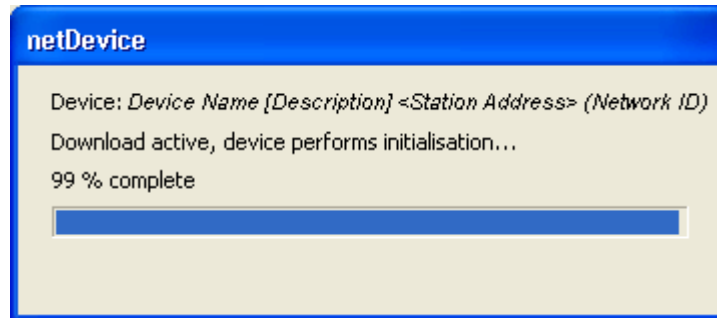 netDevice
Device: Device Name [Description] <Station Address> (Network ID)
Download active, device performs initialisation...
99 % complete